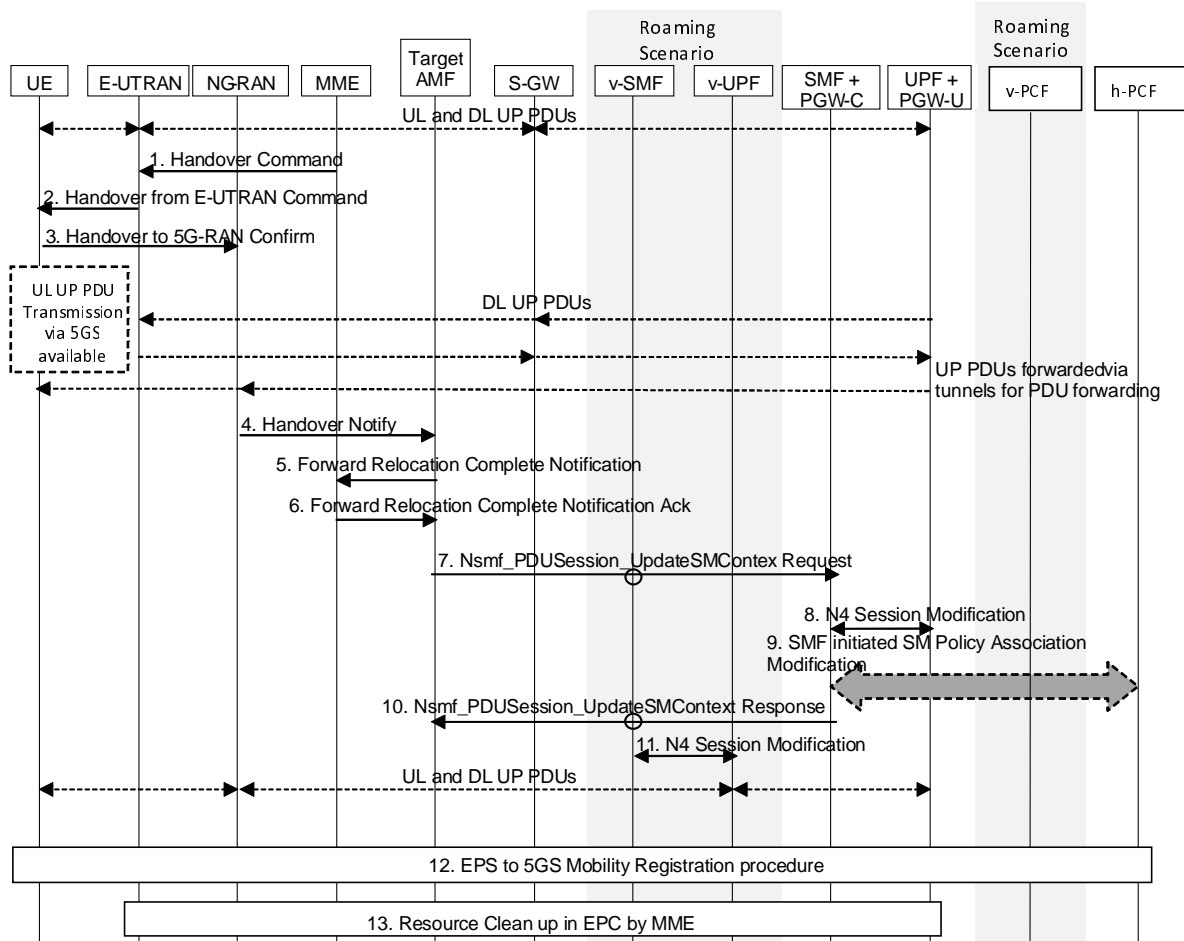 Roaming
Scenario
Roaming
Scenario
UE
E-UTRAN
NG-RAN
MME
Target
AMF
S-GW
v-SMF
v-UPF
SMF +
PGW-C
UPF +
PGW-U
v-PCF
h-PCF
UL and DL UP PDUs
1. Handover Command
2. Handover from E-UTRAN Command
3. Handover to 5G-RAN Confirm
UL UP PDU
Transmission
via 5GS
available
DL UP PDUs
UP PDUs forwardedvia
tunnels for PDU forwarding
4. Handover Notify
5. Forward Relocation Complete Notification
6. Forward Relocation Complete Notification Ack
7. Nsmf_PDUSession_UpdateSMContex Request
8. N4 Session Modification
9. SMF initiated SM Policy Association
Modification
10. Nsmf_PDUSession_UpdateSMContext Response
11. N4 Session Modification
UL and DL UP PDUs
12. EPS to 5GS Mobility Registration procedure
13. Resource Clean up in EPC by MME